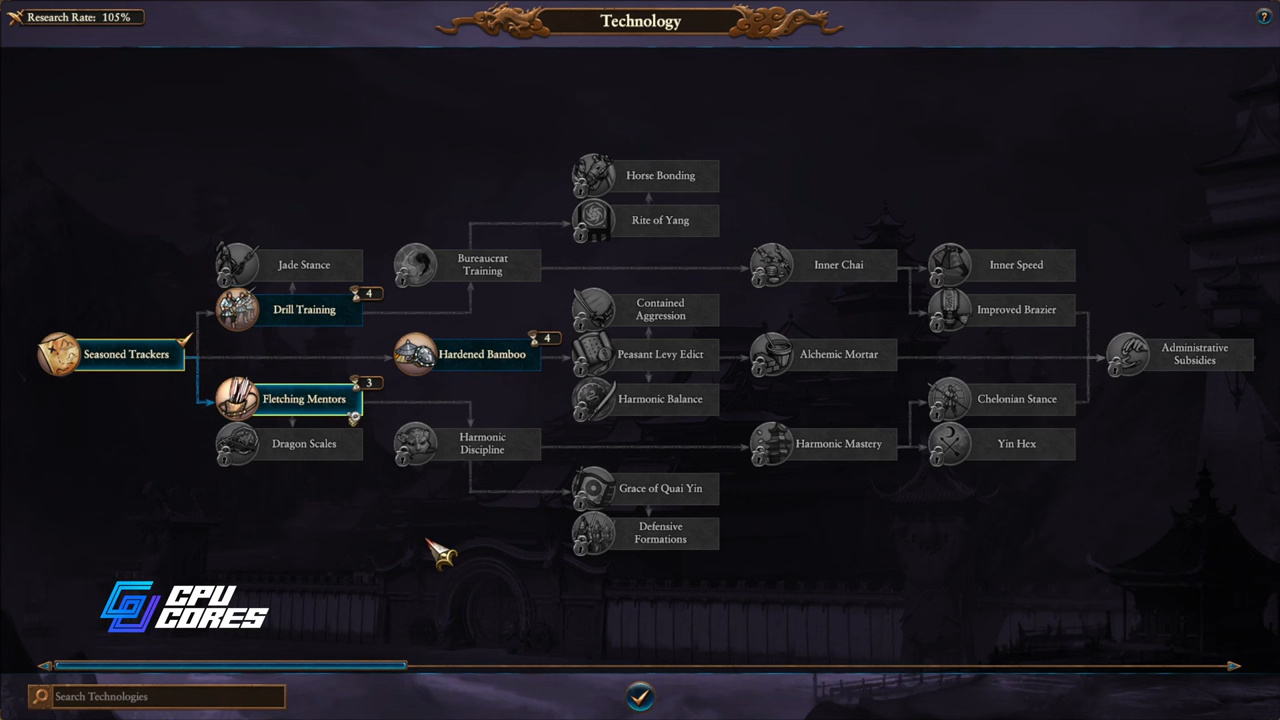 Research Rate: 105%
Technology
?
Horse Bonding
Rite of Yang
Jade Stance
Bureaucrat
Training
Inner Chai
Inner Speed
4
Drill Training
Contained
Aggression
Improved Brazier
Seasoned Trackers
4
Hardened Bamboo
Peasant Levy Edict
Alchemic Mortar
Administrative
Subsidies
3
Fletching Mentors
Harmonic Balance
Chelonian Stance
Dragon Scales
Harmonic
Discipline
Harmonic Mastery
Yin Hex
Grace of Quai Yin
Defensive
Formations
CPU
CORES
Search Technologies